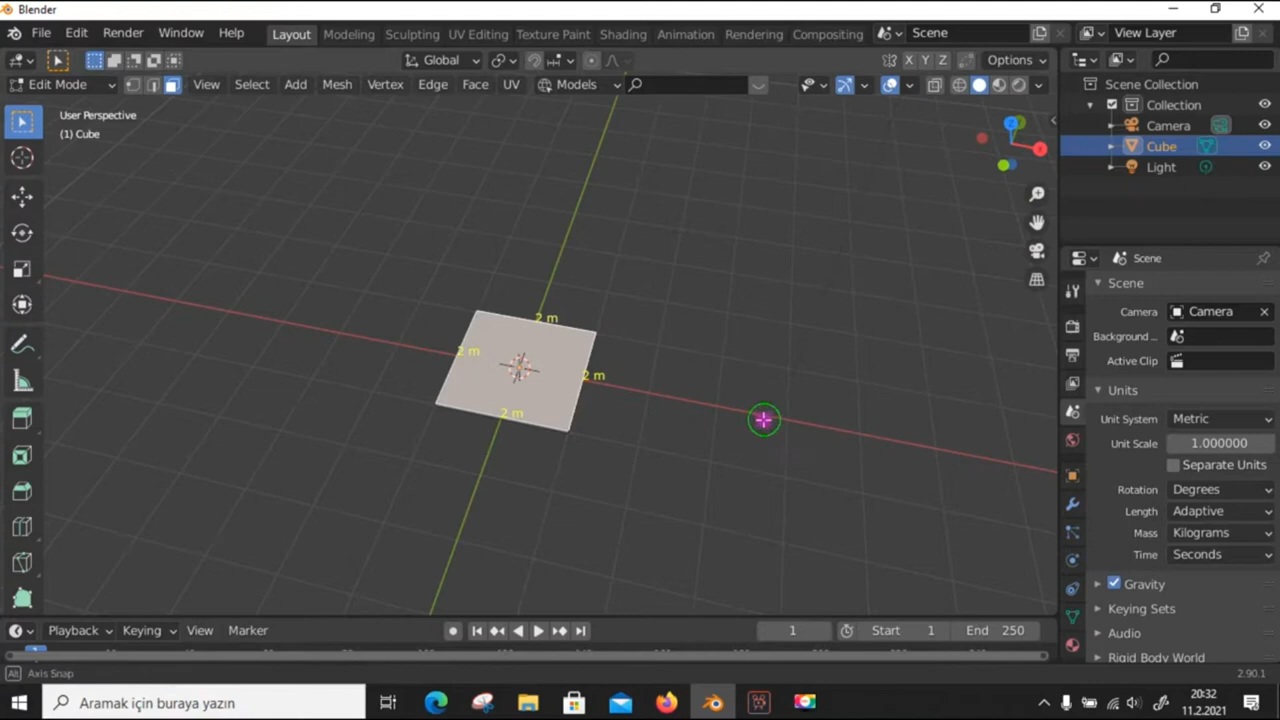 Blender
File Edit Render Window Help Layout Modeling Sculpting UV Editing Texture Paint Shading Animation Rendering Compositing Scene View Layer
Global X Y Z Options
Edit Mode View Select Add Mesh Vertex Edge Face UV Models
Scene Collection
Collection
Camera
Cube
Light
User Perspective
(1) Cube
Z
X
2 m
2 m
2 m
2 m
Scene
Scene
Camera Camera
Background ...
Active Clip
Units
Unit System Metric
Unit Scale 1.000000
Separate Units
Rotation Degrees
Length Adaptive
Mass Kilograms
Time Seconds
Gravity
Keying Sets
Audio
Rigid Body World
Playback Keying View Marker 1 Start 1 End 250
Alt Axis Snap 2.90.1
Aramak için buraya yazın
20:32
11.2.2021